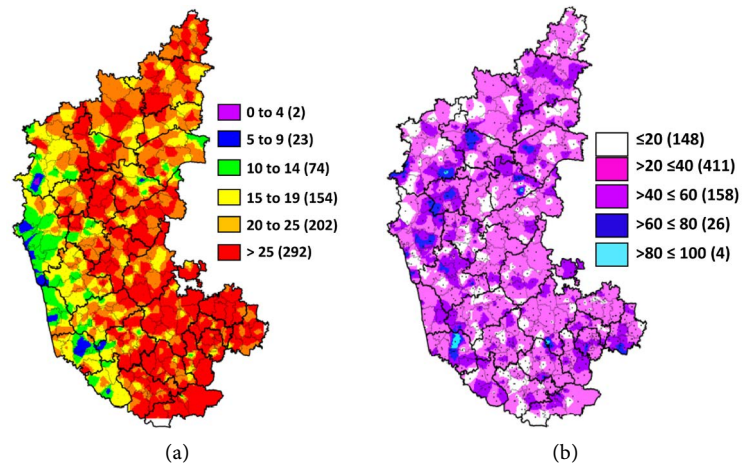 0 to 4 (2)
5 to 9 (23)
10 to 14 (74)
15 to 19 (154)
20 to 25 (202)
> 25 (292)
≤20 (148)
>20 ≤40 (411)
>40 ≤ 60 (158)
>60 ≤ 80 (26)
>80 ≤ 100 (4)
(a)
(b)